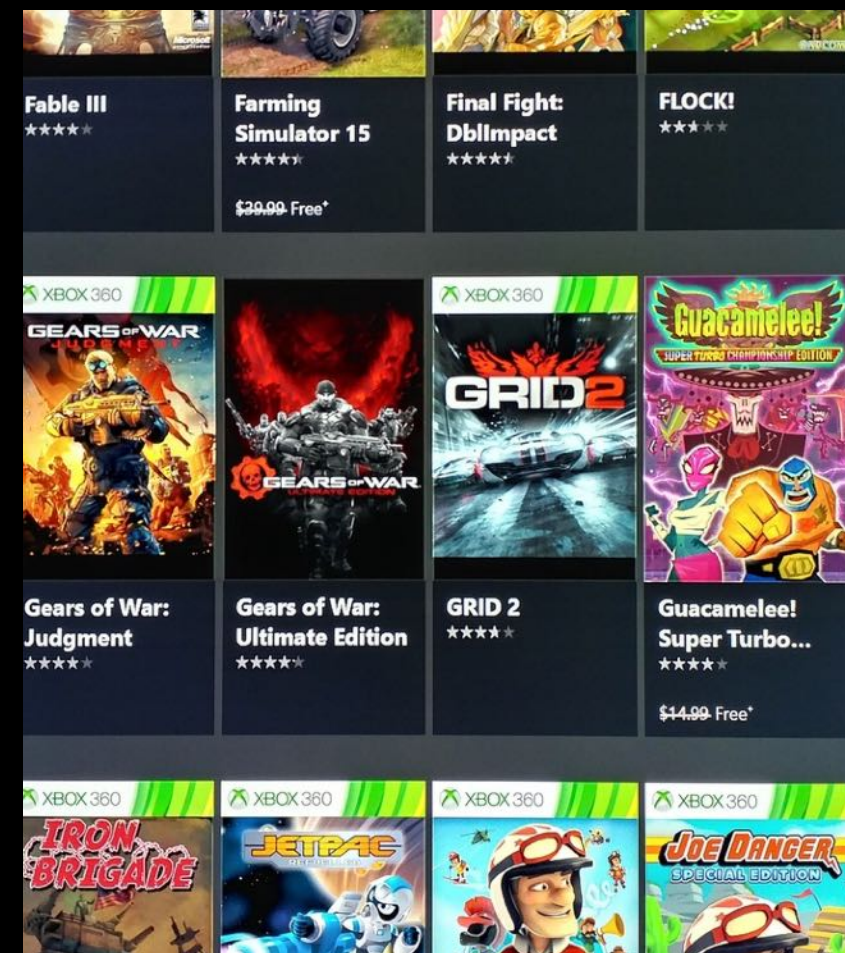 Microsoft
CAPCOM
Fable III
Farming
Simulator 15
$39.99 Free+
Final Fight:
DblImpact
FLOCK!
XBOX 360
GEARS OF WAR
JUDGMENT
GEARS OF WAR
ULTIMATE EDITION
XBOX 360
GRID2
Guacamelee!
SUPER TURBO CHAMPIONSHIP EDITION
Gears of War:
Judgment
Gears of War:
Ultimate Edition
GRID 2
Guacamelee!
Super Turbo...
$14.99 Free+
XBOX 360
IRON
BRIGADE
XBOX 360
JETPAC
REFUELLED
XBOX 360
XBOX 360
JOE DANGER
SPECIAL EDITION